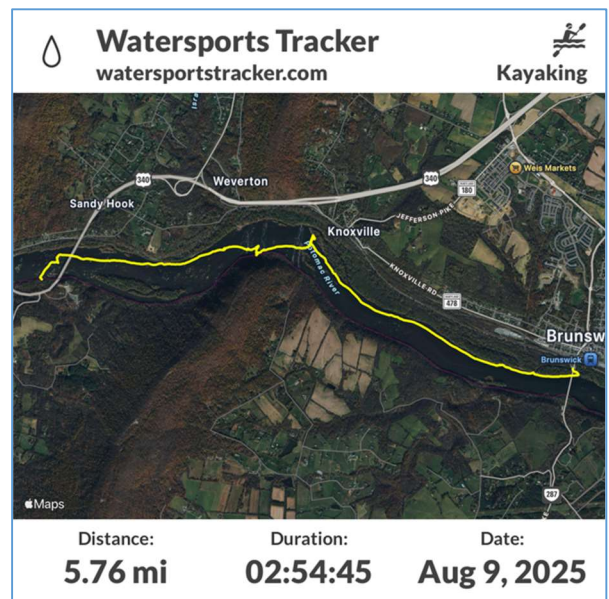 Watersports Tracker
watersportstracker.com
Kayaking
340
Weverton
340
180
Weis Markets
Sandy Hook
JEFFERSON PIKE
Knoxville
Potomac River
KNOXVILLE RD
478
Brunsw
Brunswick
287
Maps
Distance:
Duration:
Date:
5.76 mi
02:54:45
Aug 9, 2025